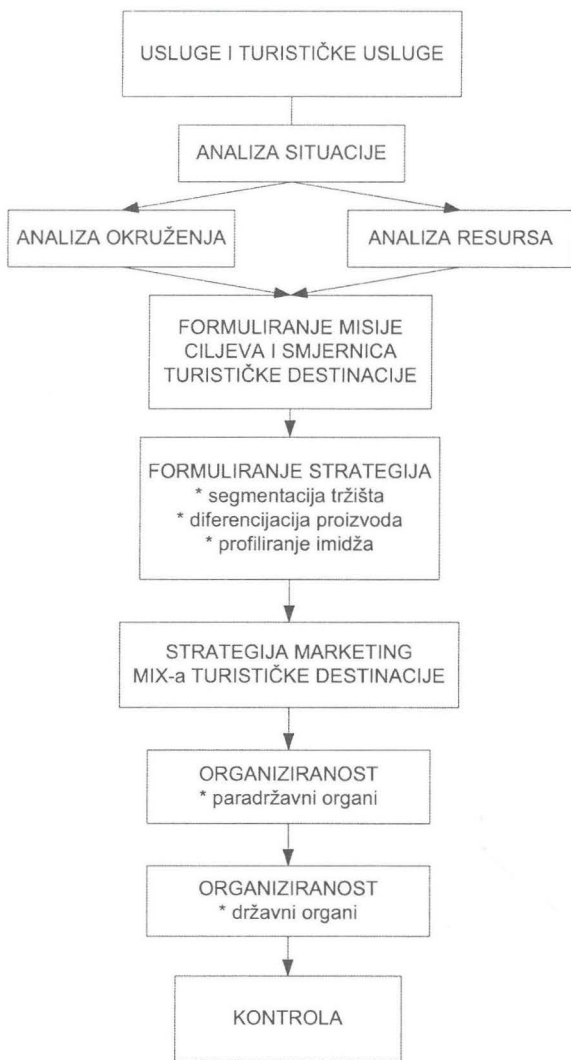 USLUGE I TURISTIČKE USLUGE
ANALIZA SITUACIJE
ANALIZA OKRUŽENJA
ANALIZA RESURSA
FORMULIRANJE MISIJE
CILJEVA I SMJERNICA
TURISTIČKE DESTINACIJE
FORMULIRANJE STRATEGIJA
* segmentacija tržišta
* diferencijacija proizvoda
* profiliranje imidža
STRATEGIJA MARKETING
MIX-a TURISTIČKE DESTINACIJE
ORGANIZIRANOST
* paradržavni organi
ORGANIZIRANOST
* državni organi
KONTROLA